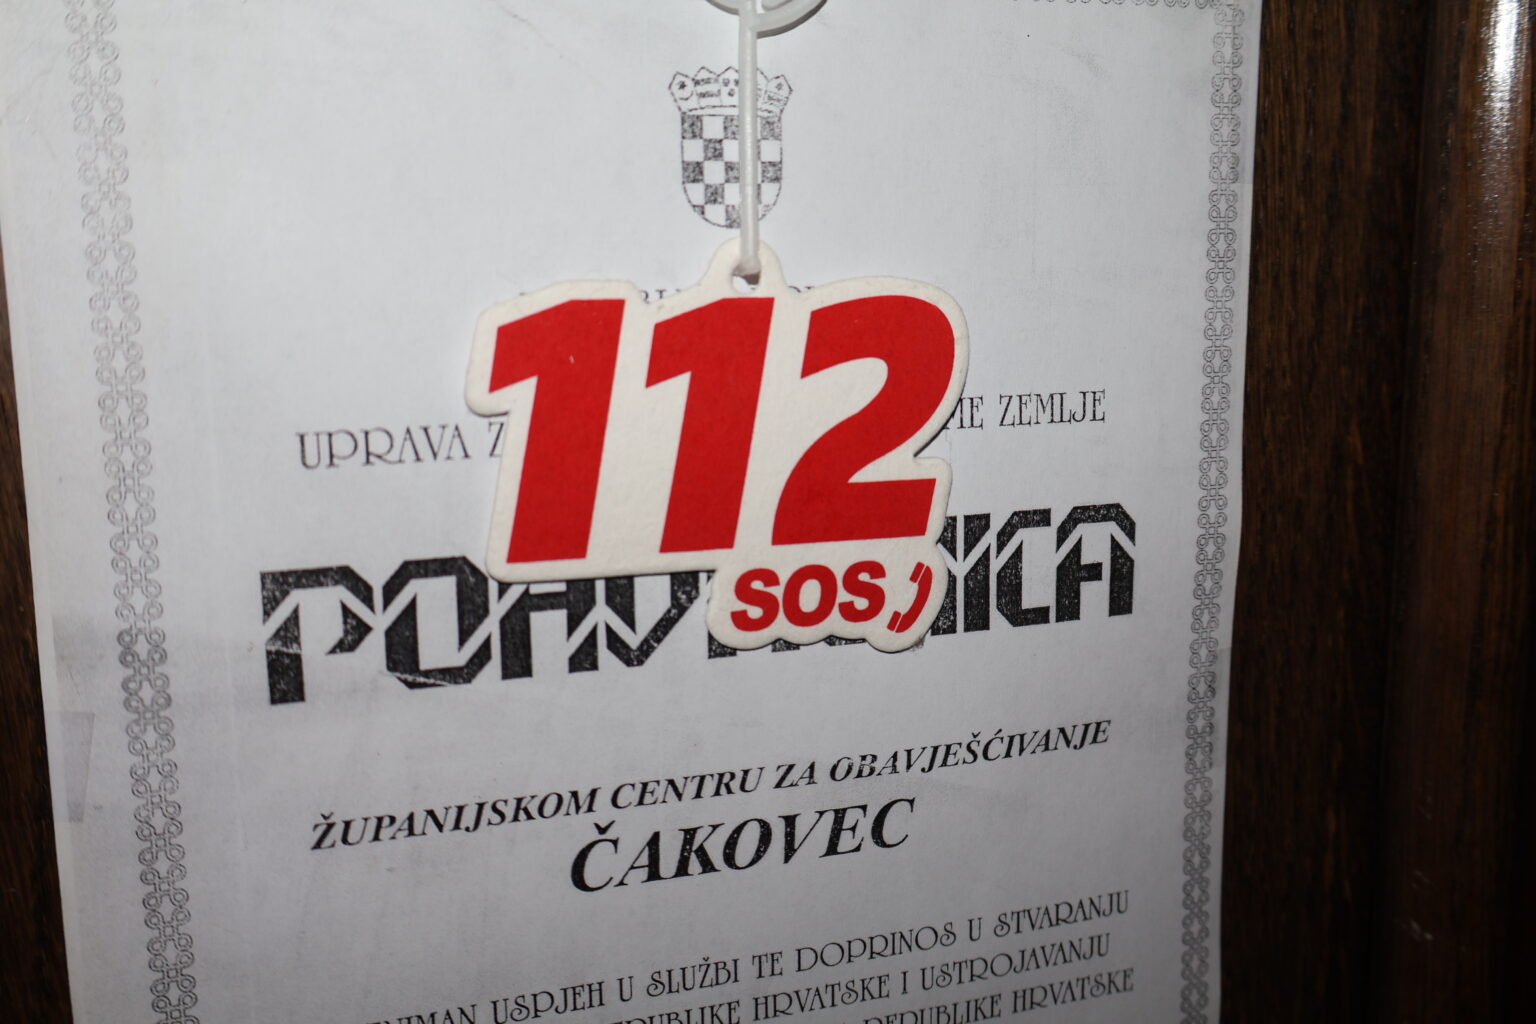 112
SOS
UPRAVA
ZEMLJE
ŽUPANIJSKOM CENTRU ZA OBAVJEŠĆIVANJE
ČAKOVEC
USPJEH U SLUŽBI TE DOPRINOS U STVARANJU
REPUBLIKE HRVATSKE I USTROJAVANJU
REPUBLIKE HRVATSKE